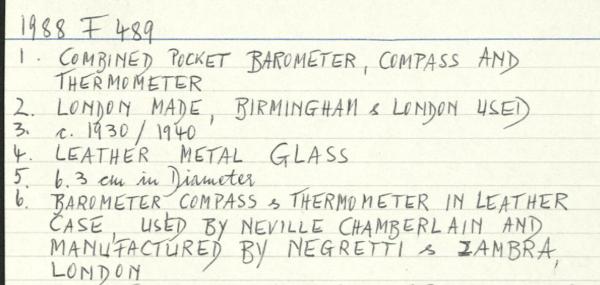 1988 F 489
1. COMBINED POCKET BAROMETER, COMPASS AND
THERMOMETER
2. LONDON MADE, BIRMINGHAM & LONDON USED
3. c. 1930/1940
4. LEATHER METAL GLASS
5. 6.3 cm in Diameter
6. BAROMETER COMPASS & THERMOMETER IN LEATHER
CASE, USED BY NEVILLE CHAMBERLAIN AND
MANUFACTURED BY NEGRETTI & ZAMBRA,
LONDON